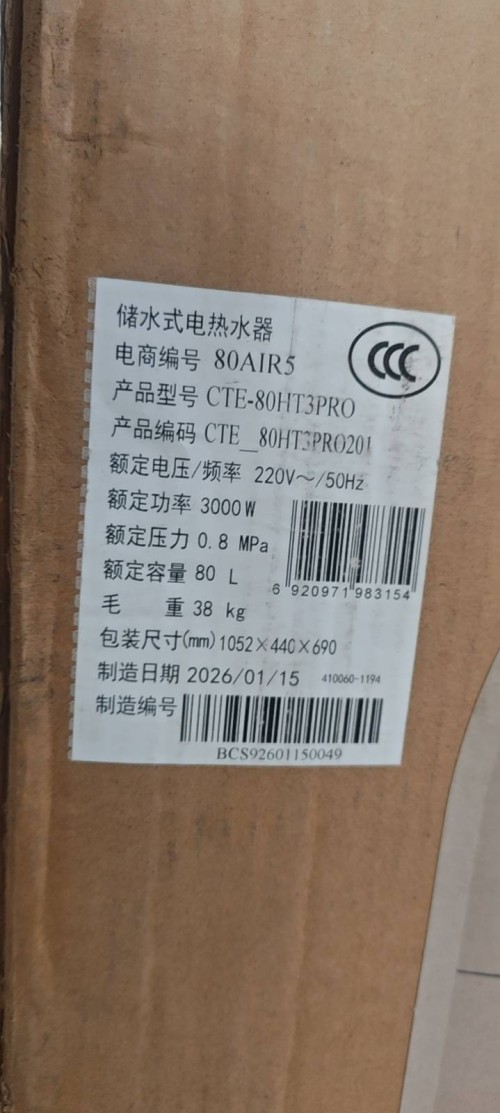 储水式电热水器
CCC
电商编号 80AIR5
产品型号 CTE-80HT3PRO
产品编码 CTE_80HT3PRO201
额定电压/频率 220V～/50Hz
额定功率 3000W
额定压力 0.8 MPa
额定容量 80 L
6 920971 983154
毛 重 38 kg
包装尺寸(mm)1052×440×690
制造日期 2026/01/15 410060-1194
制造编号
BCS92601150049